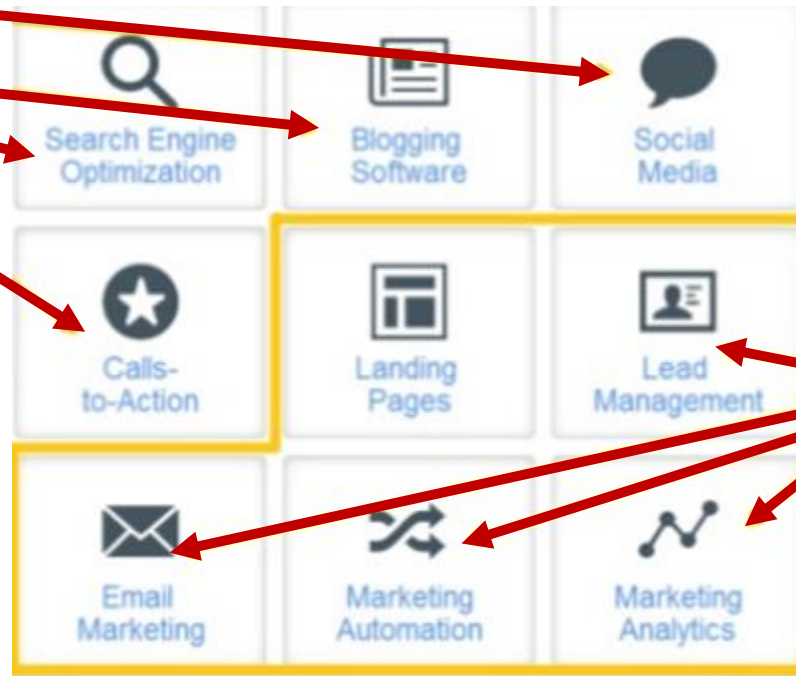 Search Engine
Optimization
Blogging
Software
Social
Media
Calls-
to-Action
Landing
Pages
Lead
Management
Email
Marketing
Marketing
Automation
Marketing
Analytics